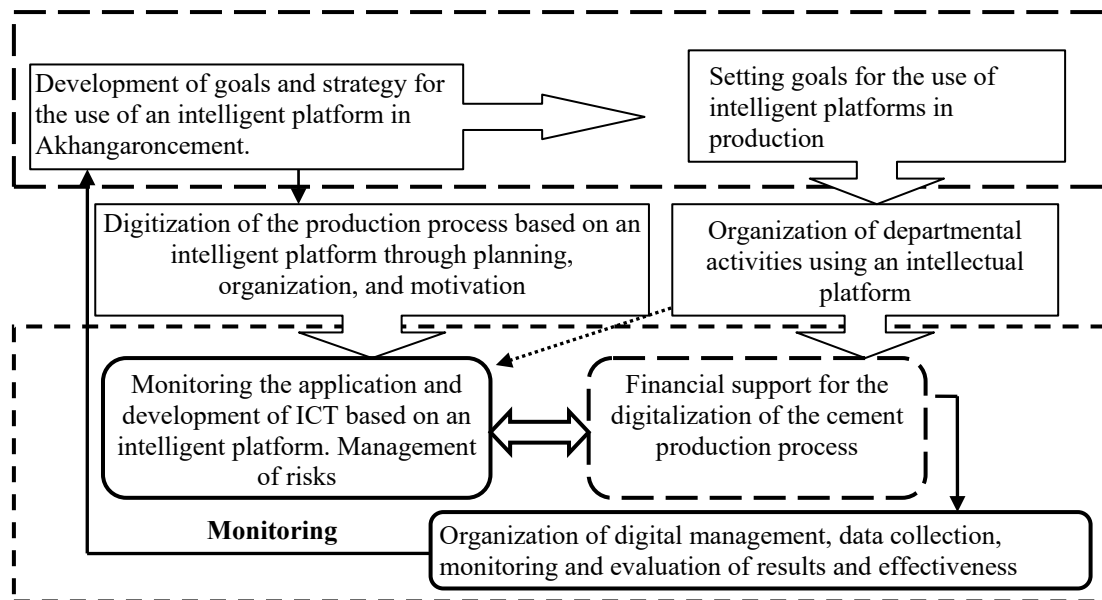 Development of goals and strategy for
the use of an intelligent platform in
Akhangaroncement.
Setting goals for the use of
intelligent platforms in
production
Digitization of the production process based on an
intelligent platform through planning,
organization, and motivation
Organization of departmental
activities using an intellectual
platform
Monitoring the application and
development of ICT based on an
intelligent platform. Management
of risks
Financial support for the
digitalization of the cement
production process
Monitoring
Organization of digital management, data collection,
monitoring and evaluation of results and effectiveness